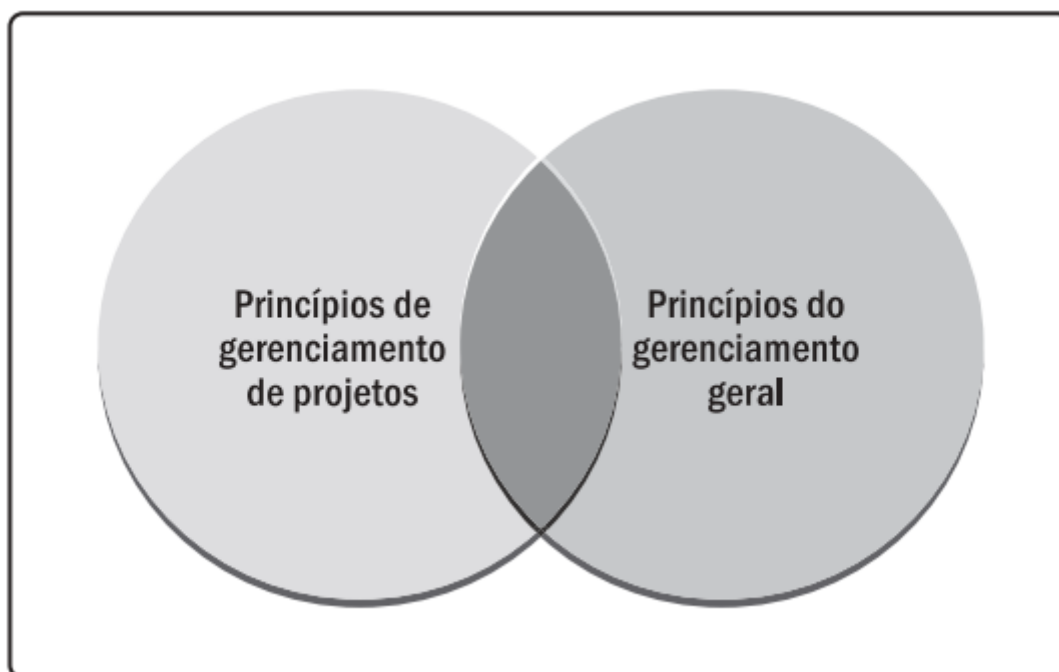 Princípios de
gerenciamento
de projetos
Princípios do
gerenciamento
geral